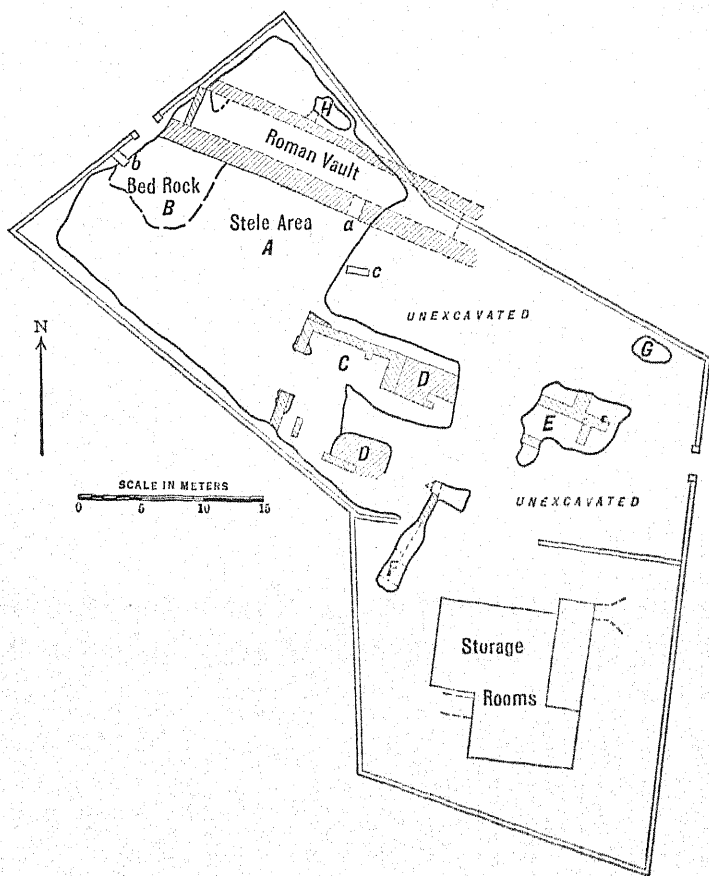 H
Roman Vault
b
Bed Rock
B
Stele Area
A
a
c
UNEXCAVATED
N
G
C
D
E
D
SCALE IN METERS
0 5 10 15
UNEXCAVATED
F
Storage
Rooms